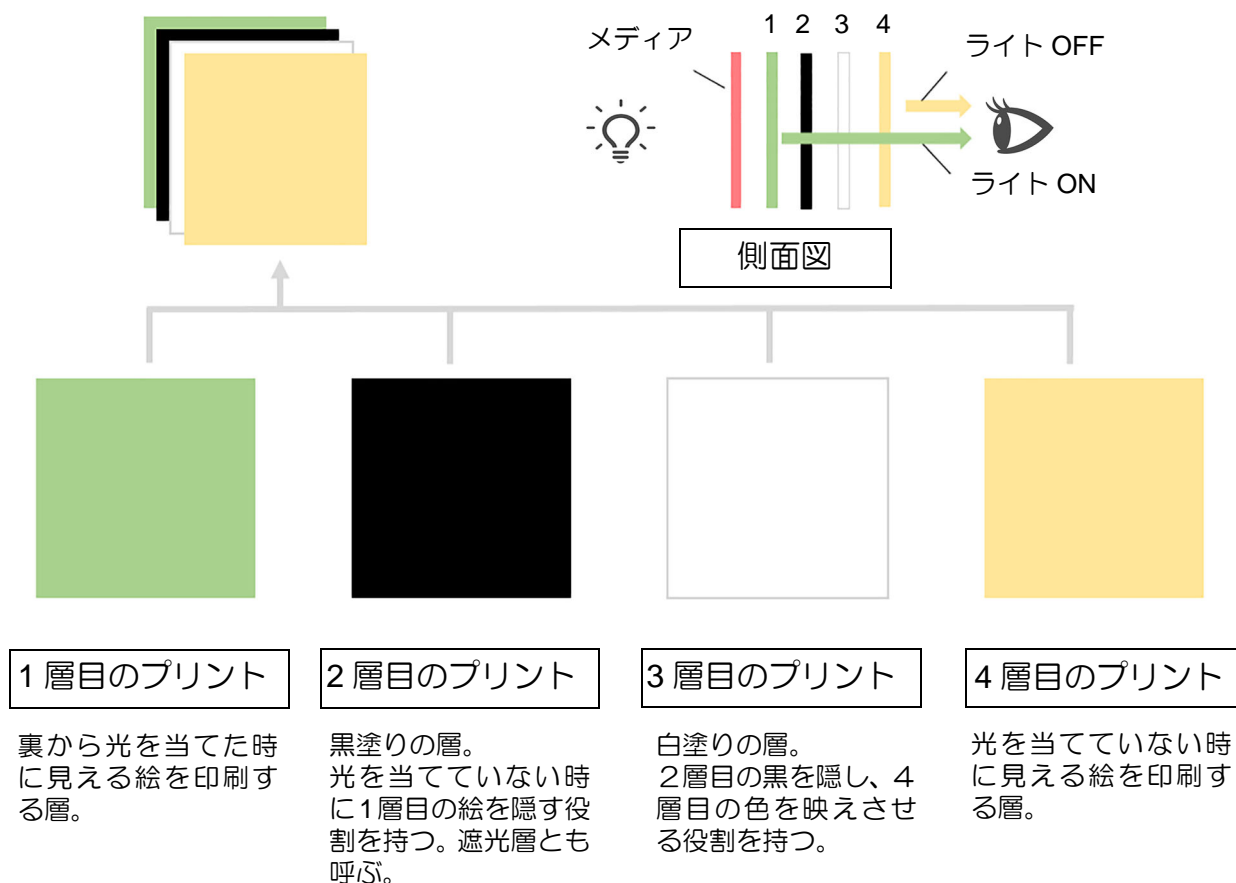 メディア
1 2 3 4
ライト OFF
ライト ON
側面図
1 層目のプリント
2 層目のプリント
3 層目のプリント
4 層目のプリント
裏から光を当てた時
に見える絵を印刷す
る層。
黒塗りの層。
光を当てていない時
に1層目の絵を隠す役
割を持つ。遮光層とも
呼ぶ。
白塗りの層。
２層目の黒を隠し、４
層目の色を映えさせ
る役割を持つ。
光を当てていない時
に見える絵を印刷す
る層。